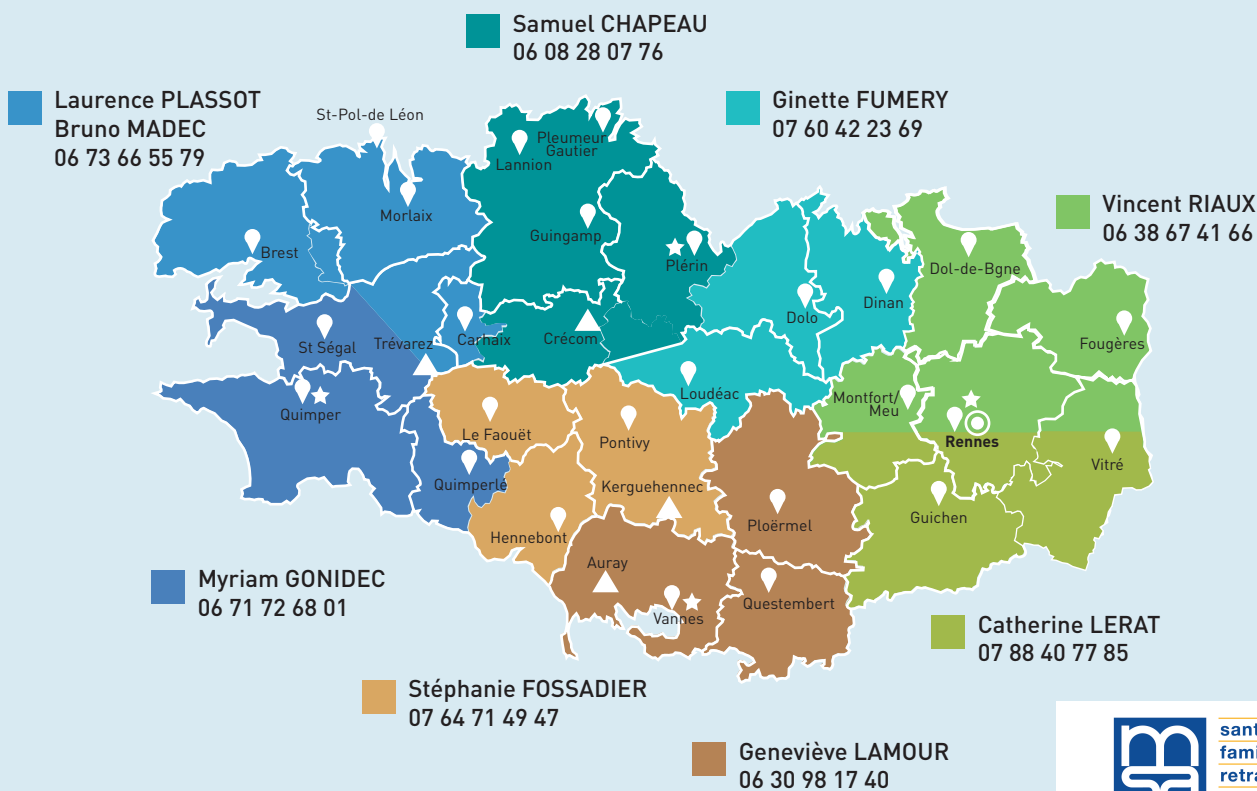 Samuel CHAPEAU
06 08 28 07 76
Laurence PLASSOT
Bruno MADEC
06 73 66 55 79
Ginette FUMERY
07 60 42 23 69
Vincent RIAUX
06 38 67 41 66
St-Pol-de Léon
Pleumeur
Gautier
Lannion
Morlaix
Guingamp
Brest
Plérin
Dol-de-Bgne
Dinan
Dolo
St Ségal
Trévarez
Carhaix
Crécom
Fougères
Loudéac
Montfort/
Meu
Quimper
Le Faouët
Pontivy
Rennes
Vitré
Quimperlé
Kerguehennec
Ploërmel
Guichen
Hennebont
Auray
Vannes
Questembert
Myriam GONIDEC
06 71 72 68 01
Catherine LERAT
07 88 40 77 85
Stéphanie FOSSADIER
07 64 71 49 47
Geneviève LAMOUR
06 30 98 17 40
sant
fami
retra